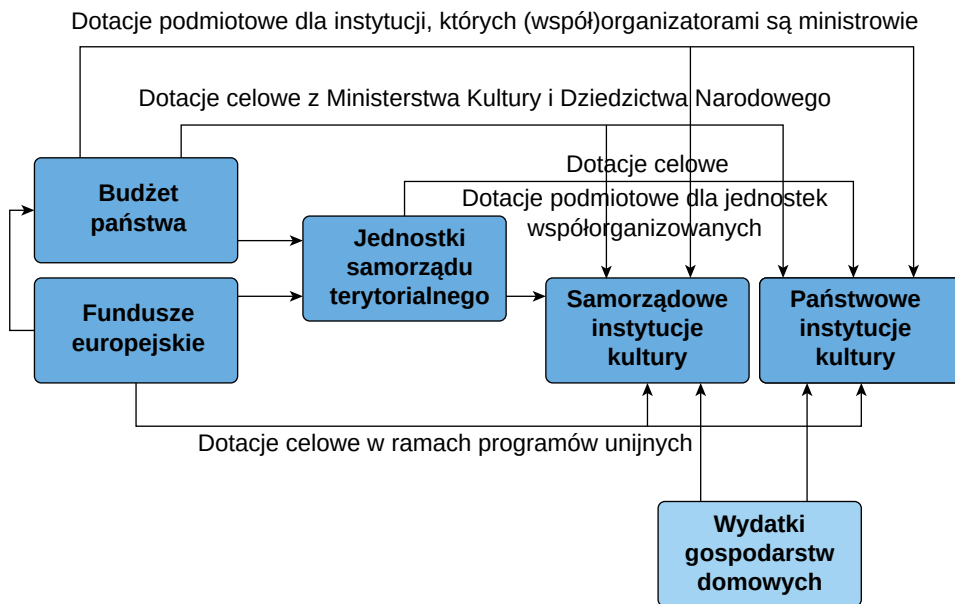 Dotacje podmiotowe dla instytucji, których (współ)organizatorami są ministrowie
Dotacje celowe z Ministerstwa Kultury i Dziedzictwa Narodowego
Dotacje celowe
Dotacje podmiotowe dla jednostek
współorganizowanych
Budżet
państwa
Jednostki
samorządu
terytorialnego
Fundusze
europejskie
Samorządowe
instytucje
kultury
Państwowe
instytucje
kultury
Dotacje celowe w ramach programów unijnych
Wydatki
gospodarstw
domowych